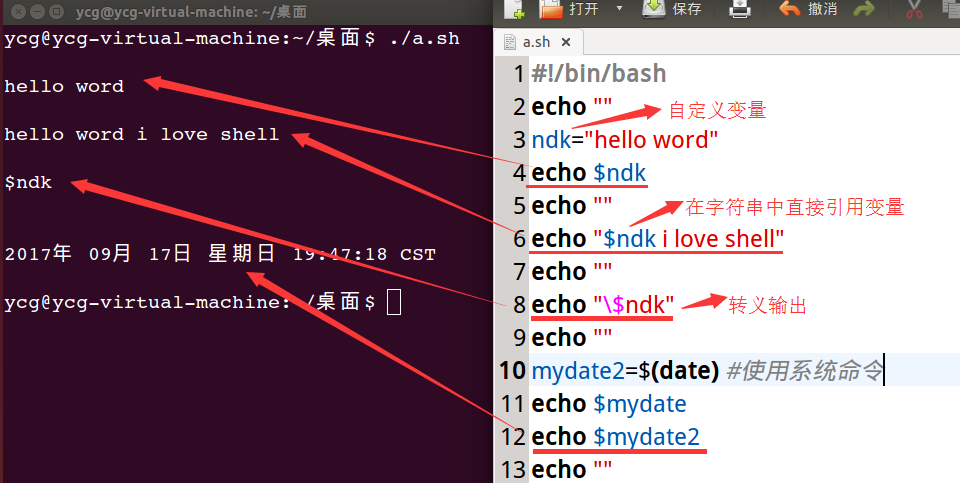 ycg@ycg-virtual-machine: ~/桌面
ycg@ycg-virtual-machine:~/桌面$ ./a.sh
hello word
hello word i love shell
$ndk
2017年 09月 17日 星期日 19:47:18 CST
ycg@ycg-virtual-machine:~/桌面$
打开
保存
撤消
a.sh ×
1 #!/bin/bash
2 echo ""
自定义变量
3 ndk="hello word"
4 echo $ndk
5 echo ""
在字符串中直接引用变量
6 echo "$ndk i love shell"
7 echo ""
8 echo "\$ndk"
转义输出
9 echo ""
10 mydate2=$(date) #使用系统命令
11 echo $mydate
12 echo $mydate2
13 echo ""